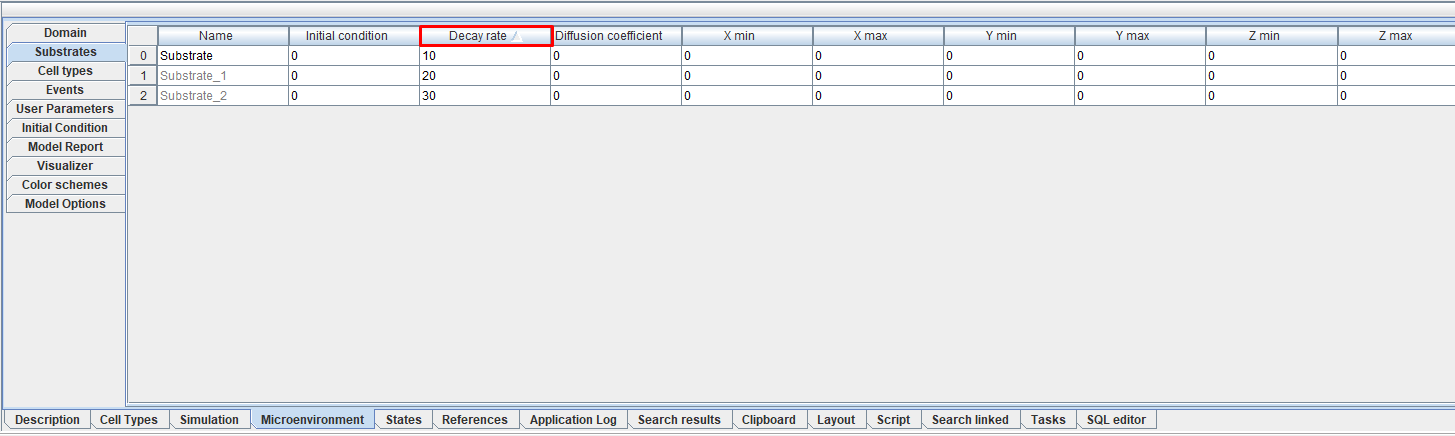 Domain
Substrates
Cell types
Events
User Parameters
Initial Condition
Model Report
Visualizer
Color schemes
Model Options
Name Initial condition Decay rate Diffusion coefficient X min X max Y min Y max Z min Z max
0 Substrate 0 10 0 0 0 0 0 0 0
1 Substrate_1 0 20 0 0 0 0 0 0 0
2 Substrate_2 0 30 0 0 0 0 0 0 0
Description Cell Types Simulation Microenvironment States References Application Log Search results Clipboard Layout Script Search linked Tasks SQL editor